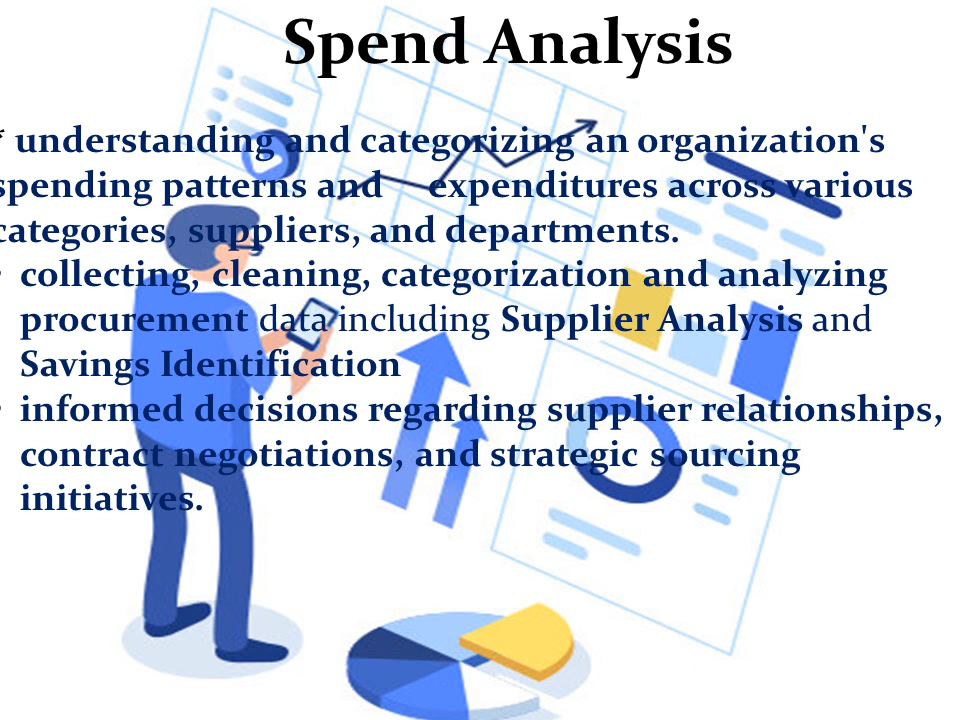 Spend Analysis
* understanding and categorizing an organization's
spending patterns and expenditures across various
categories, suppliers, and departments.
• collecting, cleaning, categorization and analyzing
procurement data including Supplier Analysis and
Savings Identification
• informed decisions regarding supplier relationships,
contract negotiations, and strategic sourcing
initiatives.